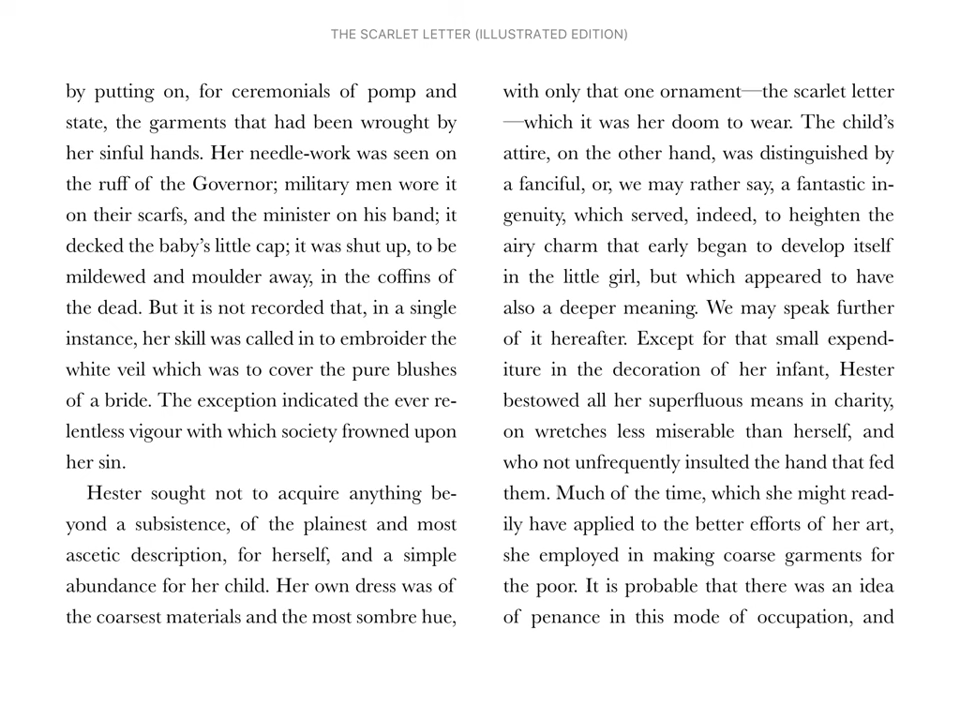 THE SCARLET LETTER (ILLUSTRATED EDITION)
by putting on, for ceremonials of pomp and
state, the garments that had been wrought by
her sinful hands. Her needle-work was seen on
the ruff of the Governor; military men wore it
on their scarfs, and the minister on his band; it
decked the baby’s little cap; it was shut up, to be
mildewed and moulder away, in the coffins of
the dead. But it is not recorded that, in a single
instance, her skill was called in to embroider the
white veil which was to cover the pure blushes
of a bride. The exception indicated the ever re-
lentless vigour with which society frowned upon
her sin.
Hester sought not to acquire anything be-
yond a subsistence, of the plainest and most
ascetic description, for herself, and a simple
abundance for her child. Her own dress was of
the coarsest materials and the most sombre hue,
with only that one ornament—the scarlet letter
—which it was her doom to wear. The child’s
attire, on the other hand, was distinguished by
a fanciful, or, we may rather say, a fantastic in-
genuity, which served, indeed, to heighten the
airy charm that early began to develop itself
in the little girl, but which appeared to have
also a deeper meaning. We may speak further
of it hereafter. Except for that small expend-
iture in the decoration of her infant, Hester
bestowed all her superfluous means in charity,
on wretches less miserable than herself, and
who not unfrequently insulted the hand that fed
them. Much of the time, which she might read-
ily have applied to the better efforts of her art,
she employed in making coarse garments for
the poor. It is probable that there was an idea
of penance in this mode of occupation, and